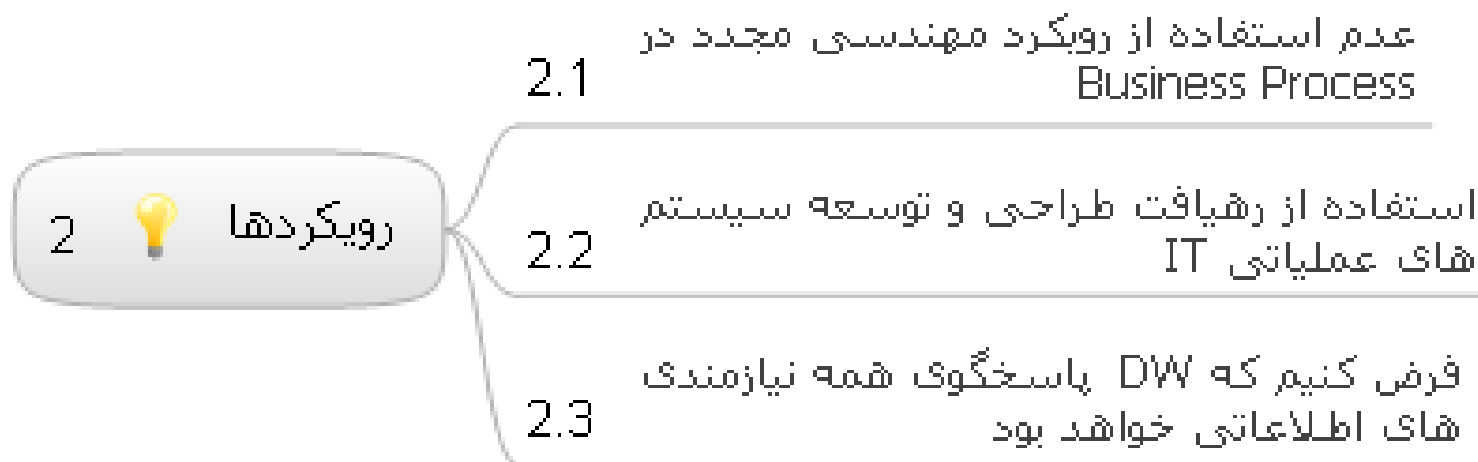 2 رویکردها
2.1 عدم استفاده از رویکرد مهندسی مجدد در
Business Process
2.2 استفاده از رهیافت طراحی و توسعه سیستم
های عملیاتی IT
2.3 فرض کنیم که DW پاسخگوی همه نیازمندی
های اطلاعاتی خواهد بود